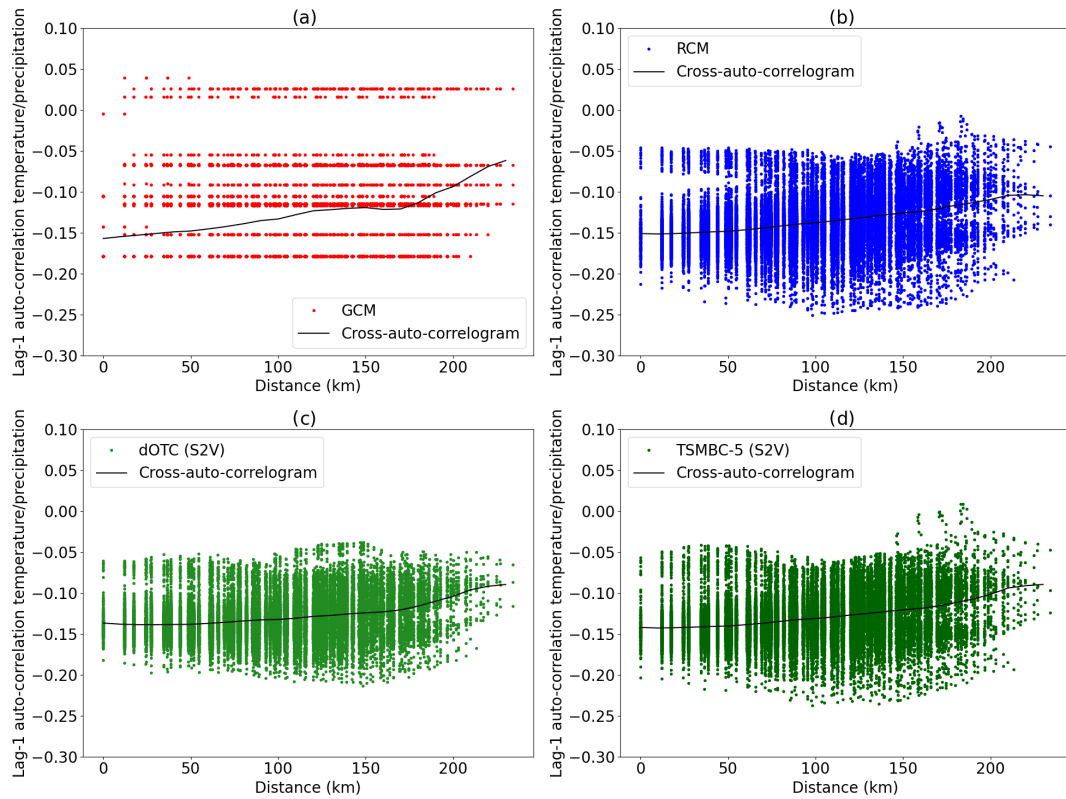 (a)
Lag-1 auto-correlation temperature/precipitation
0.10
0.05
0.00
−0.05
−0.10
−0.15
−0.20
−0.25
−0.30
GCM
Cross-auto-correlogram
0 50 100 150 200
Distance (km)
(b)
Lag-1 auto-correlation temperature/precipitation
0.10
0.05
0.00
−0.05
−0.10
−0.15
−0.20
−0.25
−0.30
RCM
Cross-auto-correlogram
0 50 100 150 200
Distance (km)
(c)
Lag-1 auto-correlation temperature/precipitation
0.10
0.05
0.00
−0.05
−0.10
−0.15
−0.20
−0.25
−0.30
dOTC (S2V)
Cross-auto-correlogram
0 50 100 150 200
Distance (km)
(d)
Lag-1 auto-correlation temperature/precipitation
0.10
0.05
0.00
−0.05
−0.10
−0.15
−0.20
−0.25
−0.30
TSMBC-5 (S2V)
Cross-auto-correlogram
0 50 100 150 200
Distance (km)